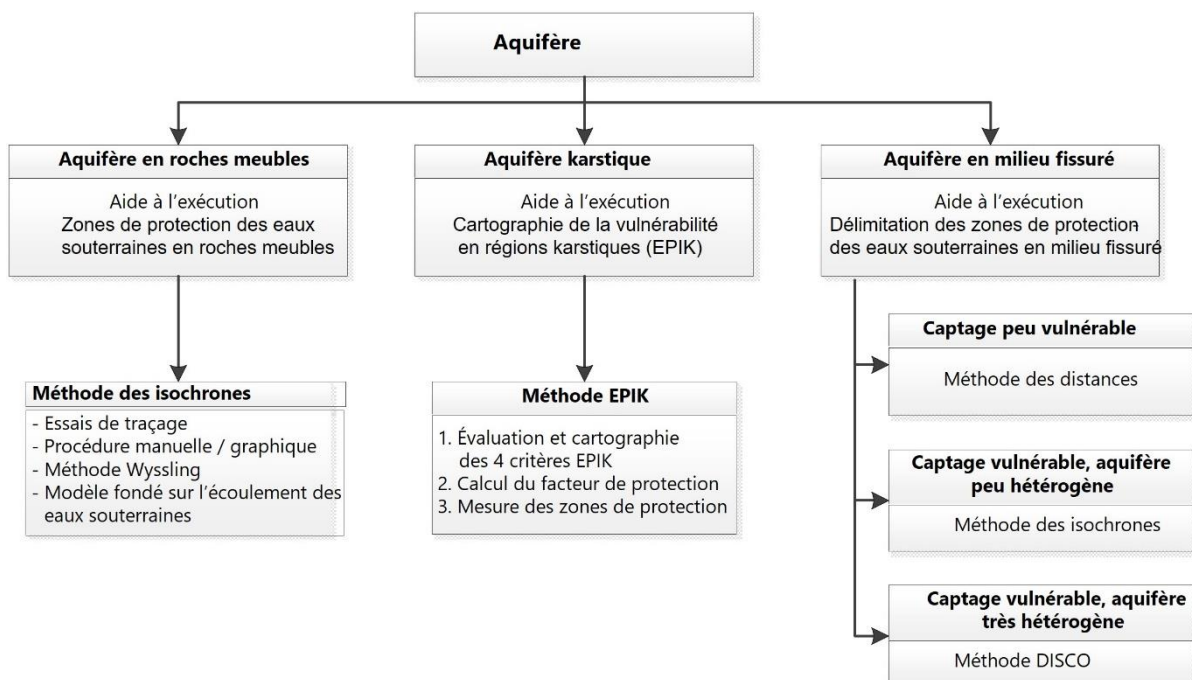 Aquifère
Aquifère en roches meubles
Aide à l'exécution
Zones de protection des eaux
souterraines en roches meubles
Méthode des isochrones
- Essais de traçage
- Procédure manuelle / graphique
- Méthode Wyssling
- Modèle fondé sur l'écoulement des
eaux souterraines
Aquifère karstique
Aide à l'exécution
Cartographie de la vulnérabilité
en régions karstiques (EPIK)
Méthode EPIK
1. Évaluation et cartographie
des 4 critères EPIK
2. Calcul du facteur de protection
3. Mesure des zones de protection
Aquifère en milieu fissuré
Aide à l'exécution
Délimitation des zones de protection
des eaux souterraines en milieu fissuré
Captage peu vulnérable
Méthode des distances
Captage vulnérable, aquifère
peu hétérogène
Méthode des isochrones
Captage vulnérable, aquifère
très hétérogène
Méthode DISCO